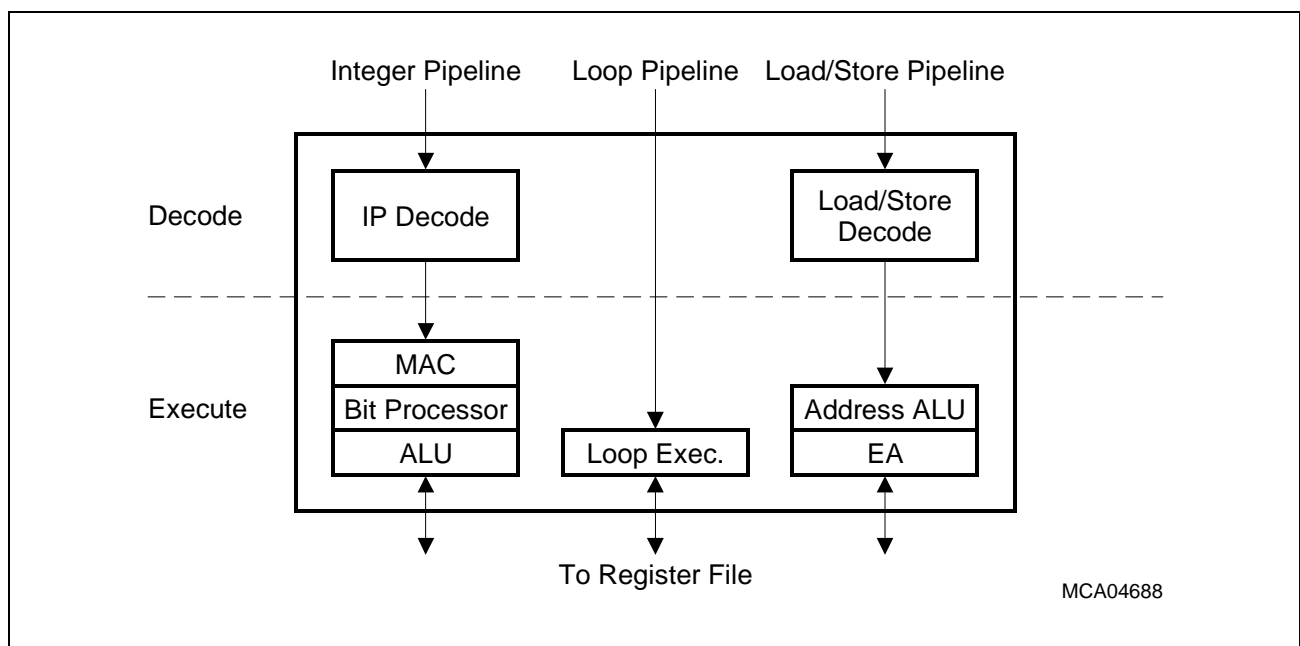 Integer Pipeline
Loop Pipeline
Load/Store Pipeline
Decode
IP Decode
Load/Store
Decode
Execute
MAC
Bit Processor
ALU
Loop Exec.
Address ALU
EA
To Register File
MCA04688